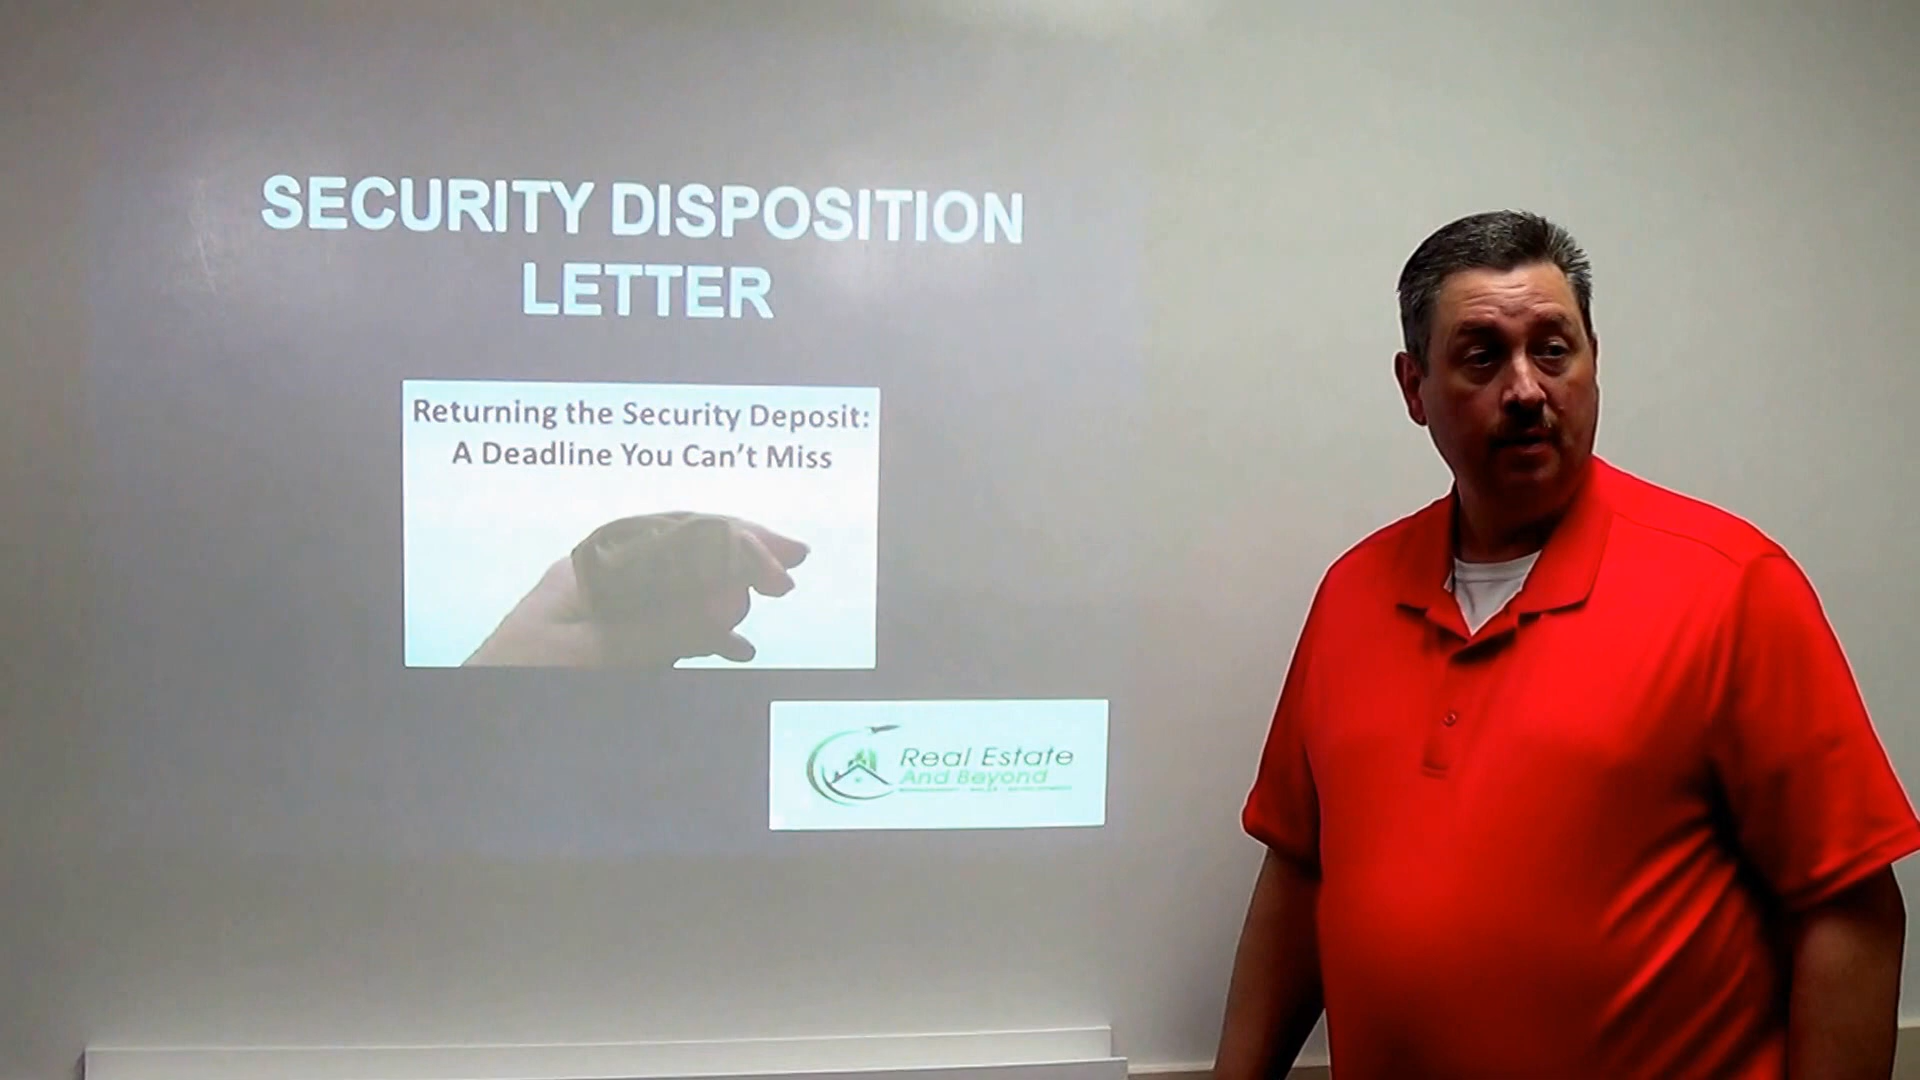 SECURITY DISPOSITION
LETTER
Returning the Security Deposit:
A Deadline You Can't Miss
Real Estate
And Beyond